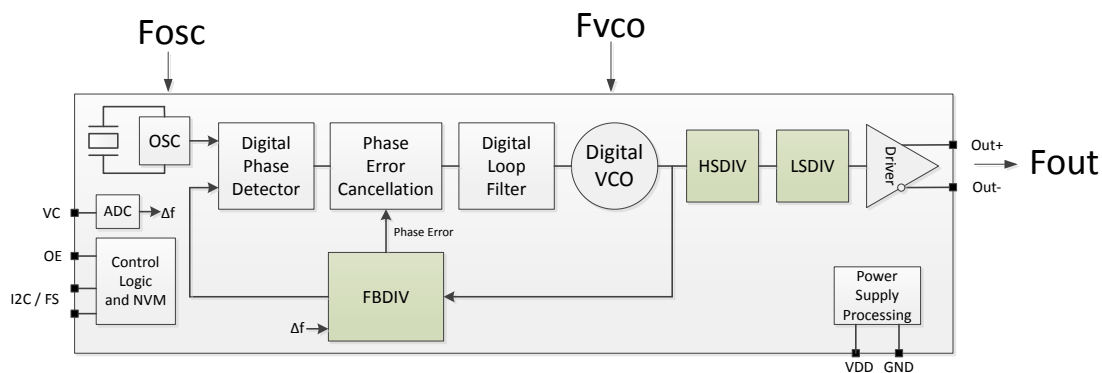 Fosc
Fvco
OSC
Digital
Phase
Detector
Phase
Error
Cancellation
Digital
Loop
Filter
Digital
VCO
HSDIV
LSDIV
Driver
Out+
Out-
Fout
VC
ADC
Δf
OE
I2C / FS
Control
Logic
and NVM
Phase Error
FBDIV
Δf
Power
Supply
Processing
VDD
GND